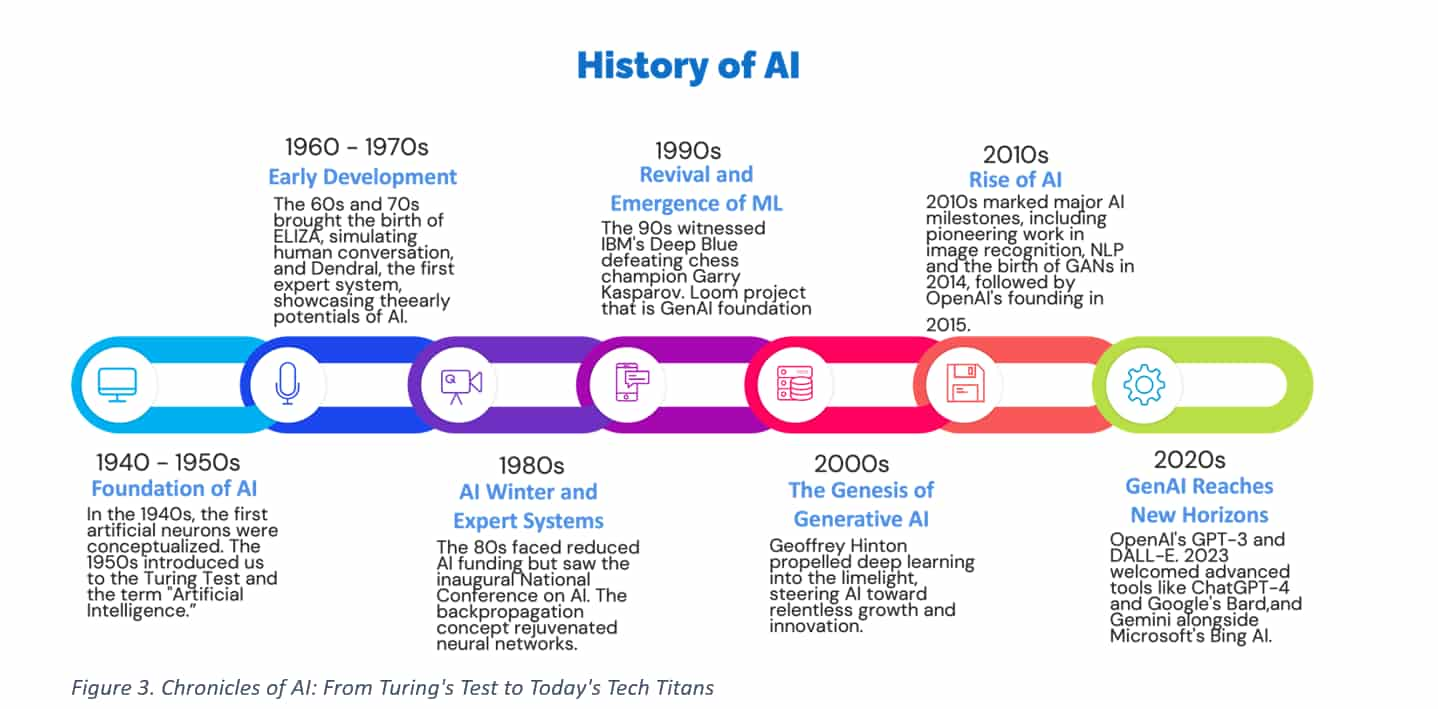 History of AI
1960 – 1970s
Early Development
The 60s and 70s
brought the birth of
ELIZA, simulating
human conversation,
and Dendral, the first
expert system,
showcasing theearly
potentials of AI.
1990s
Revival and
Emergence of ML
The 90s witnessed
IBM's Deep Blue
defeating chess
champion Garry
Kasparov. Loom project
that is GenAI foundation
2010s
Rise of AI
2010s marked major AI
milestones, including
pioneering work in
image recognition, NLP
and the birth of GANs in
2014, followed by
OpenAI's founding in
2015.
1940 – 1950s
Foundation of AI
In the 1940s, the first
artificial neurons were
conceptualized. The
1950s introduced us
to the Turing Test and
the term "Artificial
Intelligence.”
1980s
AI Winter and
Expert Systems
The 80s faced reduced
AI funding but saw the
inaugural National
Conference on AI. The
backpropagation
concept rejuvenated
neural networks.
2000s
The Genesis of
Generative AI
Geoffrey Hinton
propelled deep learning
into the limelight,
steering AI toward
relentless growth and
innovation.
2020s
GenAI Reaches
New Horizons
OpenAI's GPT-3 and
DALL-E. 2023
welcomed advanced
tools like ChatGPT-4
and Google's Bard,and
Gemini alongside
Microsoft's Bing AI.
Figure 3. Chronicles of AI: From Turing's Test to Today's Tech Titans